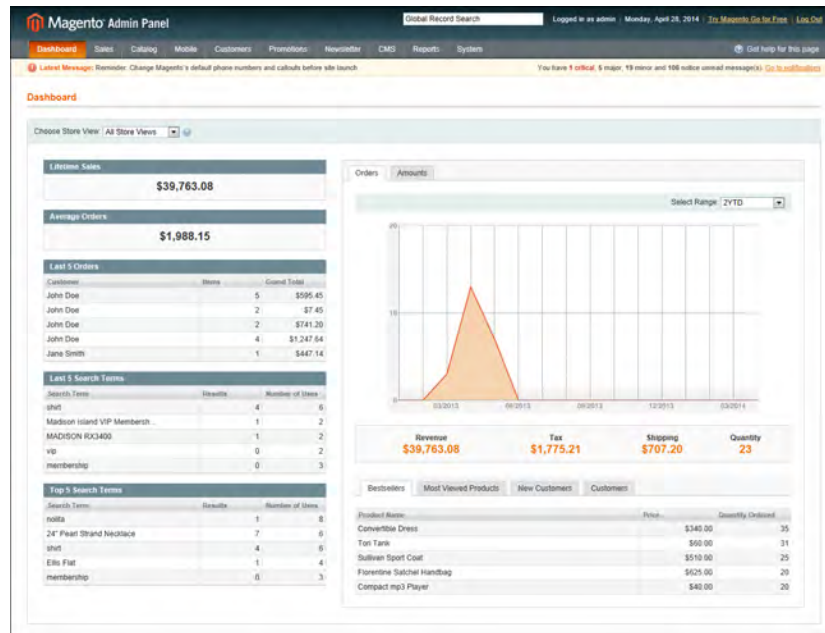 Magento Admin Panel
Global Record Search
Logged in as admin | Monday, April 28, 2014 | Try Magento Go for Free | Log Out
Dashboard Sales Catalog Mobile Customers Promotions Newsletter CMS Reports System
Get help for this page
Latest Message: Reminder: Change Magento's default phone numbers and callouts before site launch
You have 1 critical, 5 major, 19 minor and 106 notice unread message(s). Go to notifications
Dashboard
Choose Store View: All Store Views
Lifetime Sales
$39,763.08
Average Orders
$1,988.15
Last 5 Orders
Customer Items Grand Total
John Doe 5 $595.45
John Doe 2 $7.45
John Doe 2 $741.20
John Doe 4 $1,247.64
Jane Smith 1 $447.14
Last 5 Search Terms
Search Term Results Number of Uses
shirt 4 6
Madison Island VIP Membersh... 1 2
MADISON RX3400 1 2
vip 0 2
membership 0 3
Top 5 Search Terms
Search Term Results Number of Uses
nolita 1 8
24" Pearl Strand Necklace 7 6
shirt 4 6
Ellis Flat 1 4
membership 0 3
Orders Amounts
Select Range: 2YTD
20
10
0
03/2013 06/2013 09/2013 12/2013 03/2014
Revenue Tax Shipping Quantity
$39,763.08 $1,775.21 $707.20 23
Bestsellers Most Viewed Products New Customers Customers
Product Name Price Quantity Ordered
Convertible Dress $340.00 35
Tori Tank $60.00 31
Sullivan Sport Coat $510.00 25
Florentine Satchel Handbag $625.00 20
Compact mp3 Player $40.00 20